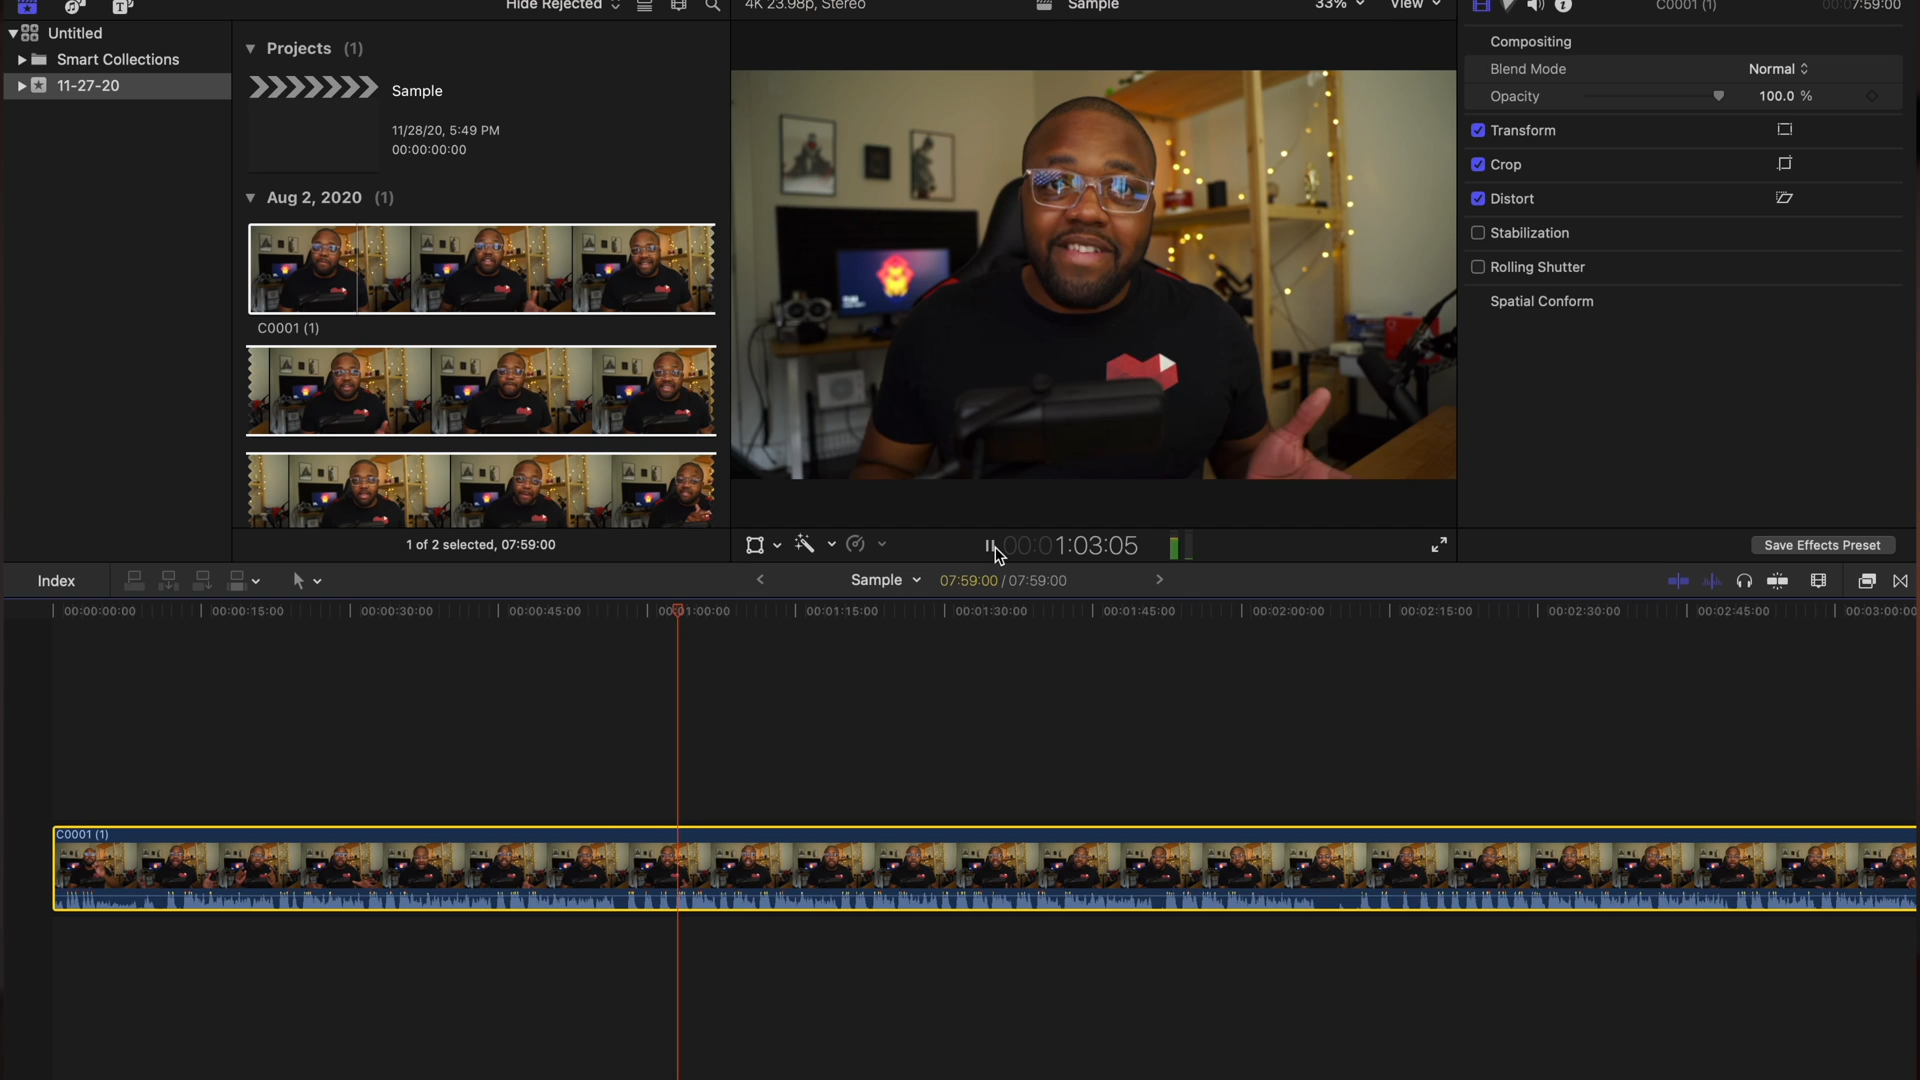 Hide Rejected
4K 23.98p, Stereo
Sample
33%
View
C0001 (1)
00:07:59:00
Untitled
Smart Collections
11-27-20
Projects (1)
Sample
11/28/20, 5:49 PM
00:00:00:00
Aug 2, 2020 (1)
C0001 (1)
1 of 2 selected, 07:59:00
Compositing
Blend Mode
Normal
Opacity
100.0 %
Transform
Crop
Distort
Stabilization
Rolling Shutter
Spatial Conform
00:01:03:05
Save Effects Preset
Index
Sample
07:59:00 / 07:59:00
00:00:00:00
00:00:15:00
00:00:30:00
00:00:45:00
00:01:00:00
00:01:15:00
00:01:30:00
00:01:45:00
00:02:00:00
00:02:15:00
00:02:30:00
00:02:45:00
00:03:00:00
C0001 (1)